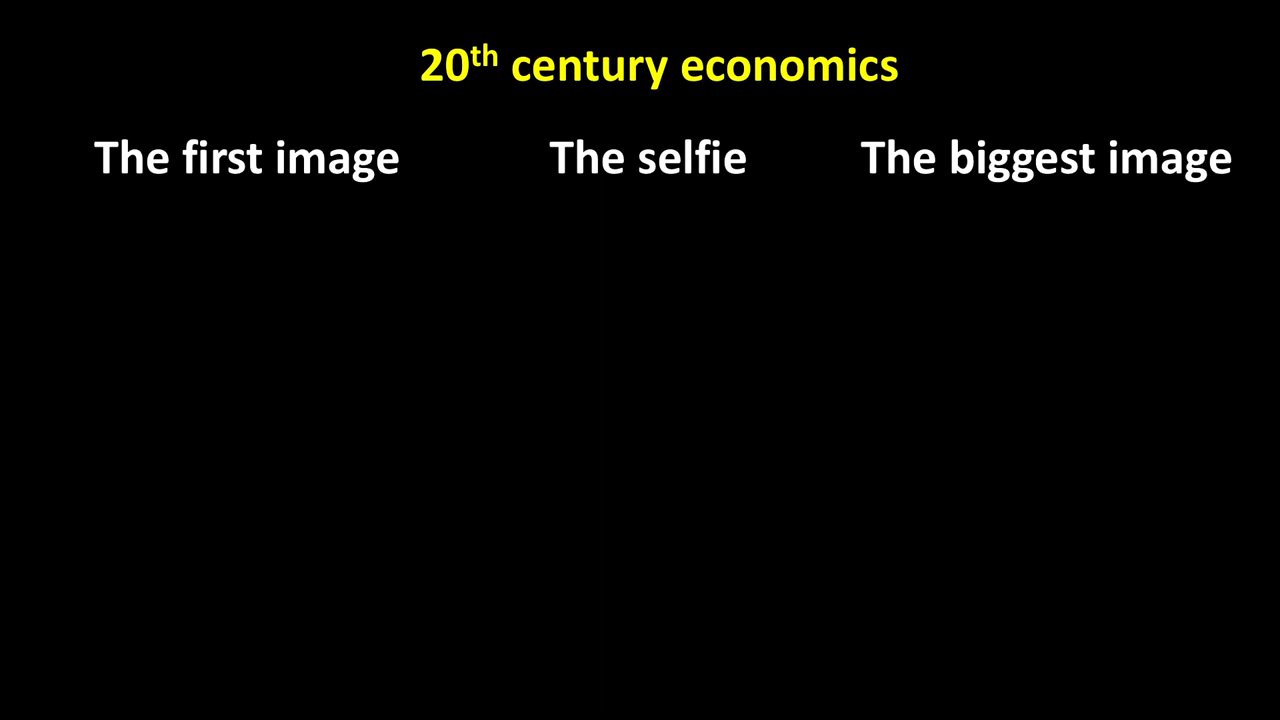 20th century economics
The first image The selfie The biggest image